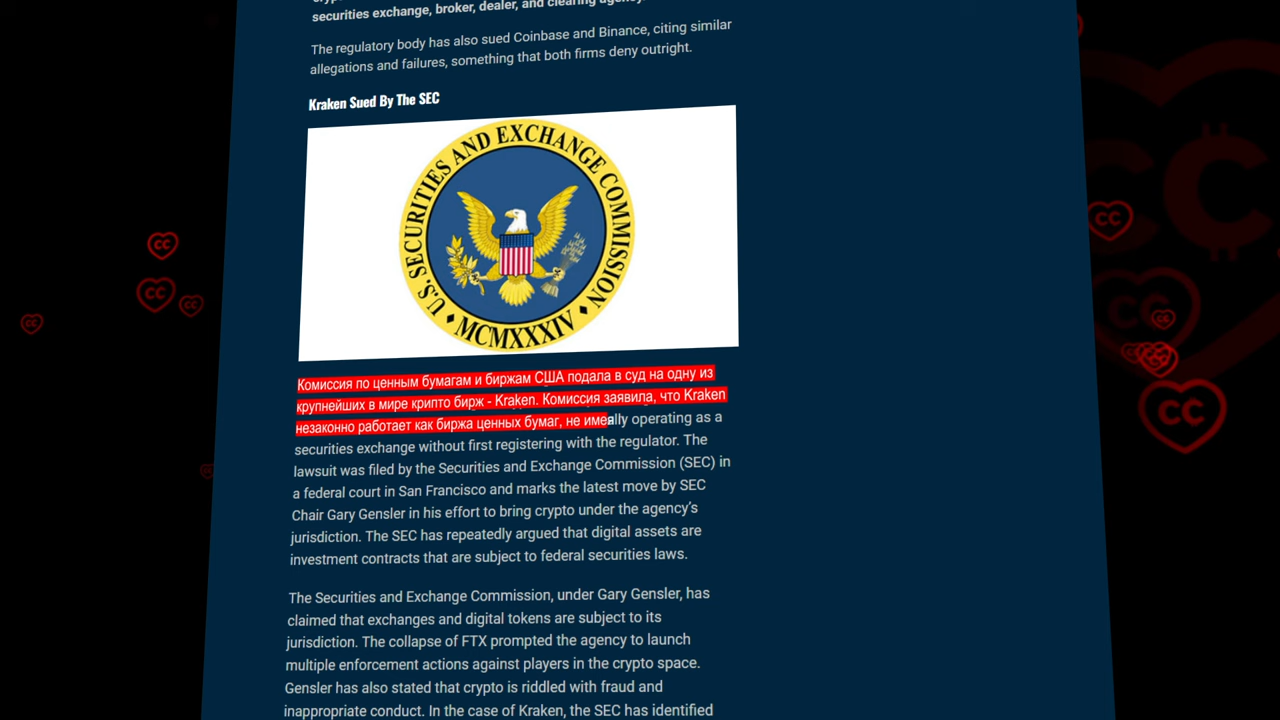 securities exchange, broker, dealer, and clearing agency.
The regulatory body has also sued Coinbase and Binance, citing similar
allegations and failures, something that both firms deny outright.
Kraken Sued By The SEC
U.S. SECURITIES AND EXCHANGE COMMISSION
MCMXXXIV
Комиссия по ценным бумагам и биржам США подала в суд на одну из
крупнейших в мире крипто бирж - Kraken. Комиссия заявила, что Kraken
незаконно работает как биржа ценных бумаг, не имеally operating as a
securities exchange without first registering with the regulator. The
lawsuit was filed by the Securities and Exchange Commission (SEC) in
a federal court in San Francisco and marks the latest move by SEC
Chair Gary Gensler in his effort to bring crypto under the agency’s
jurisdiction. The SEC has repeatedly argued that digital assets are
investment contracts that are subject to federal securities laws.
The Securities and Exchange Commission, under Gary Gensler, has
claimed that exchanges and digital tokens are subject to its
jurisdiction. The collapse of FTX prompted the agency to launch
multiple enforcement actions against players in the crypto space.
Gensler has also stated that crypto is riddled with fraud and
inappropriate conduct. In the case of Kraken, the SEC has identified
CC
CC
CC
CC
CC
CC
CC
CC